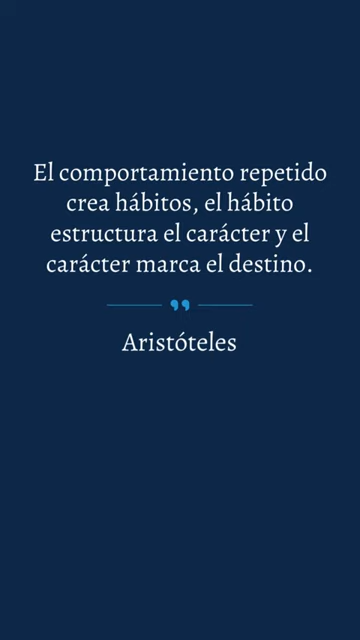 El comportamiento repetido
crea hábitos, el hábito
estructura el carácter y el
carácter marca el destino.
❜❜
Aristóteles